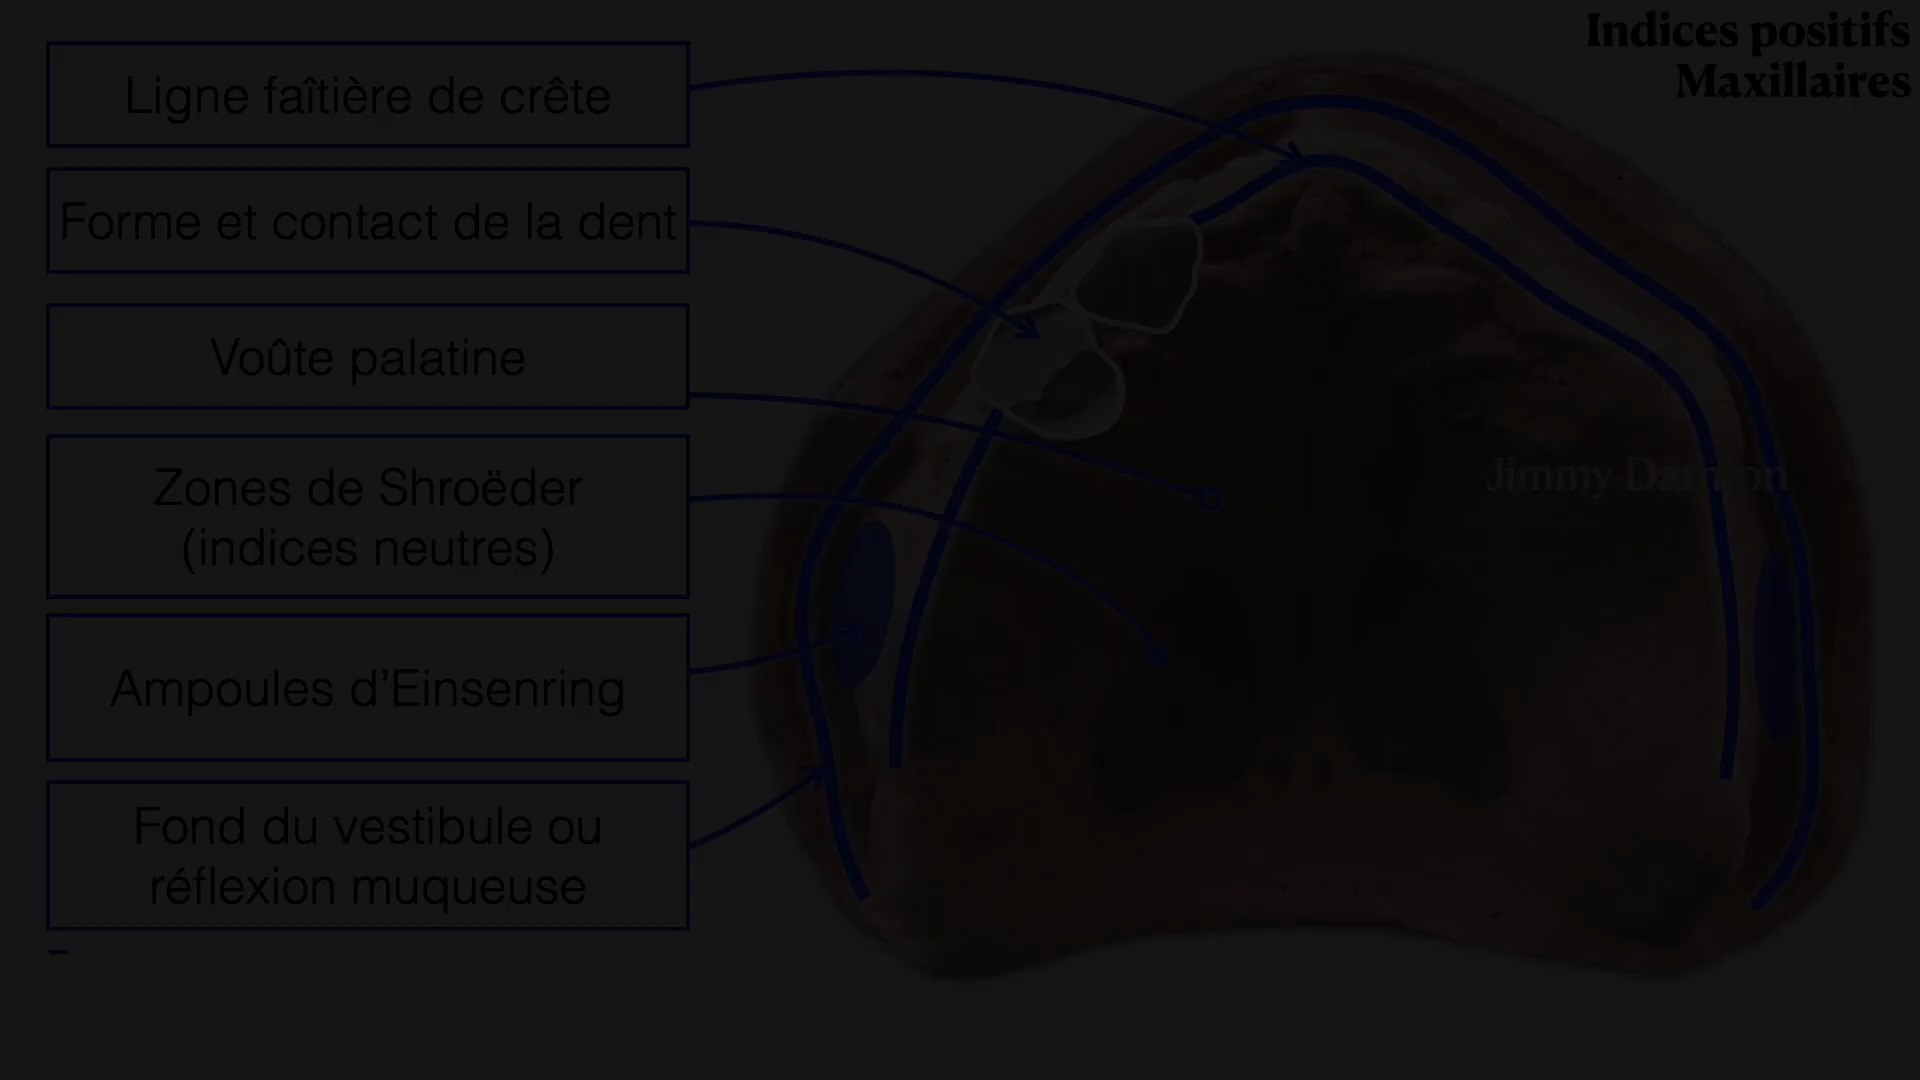 Indices positifs
Maxillaires
Ligne faîtière de crête
Forme et contact de la dent
Voûte palatine
Zones de Shroëder
(indices neutres)
Ampoules d’Einsenring
Fond du vestibule ou
réflexion muqueuse
Jimmy